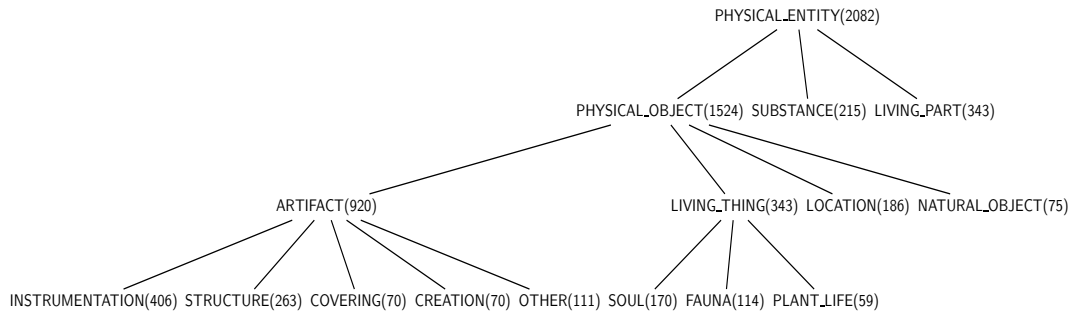 PHYSICAL_ENTITY(2082)
PHYSICAL_OBJECT(1524) SUBSTANCE(215) LIVING_PART(343)
ARTIFACT(920) LIVING_THING(343) LOCATION(186) NATURAL_OBJECT(75)
INSTRUMENTATION(406) STRUCTURE(263) COVERING(70) CREATION(70) OTHER(111) SOUL(170) FAUNA(114) PLANT_LIFE(59)